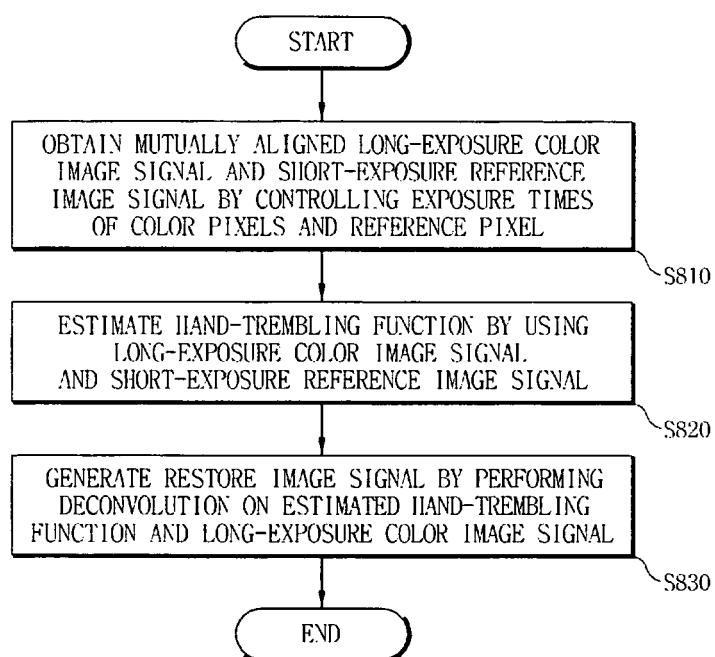 START
OBTAIN MUTUALLY ALIGNED LONG-EXPOSURE COLOR
IMAGE SIGNAL AND SHORT-EXPOSURE REFERENCE
IMAGE SIGNAL BY CONTROLLING EXPOSURE TIMES
OF COLOR PIXELS AND REFERENCE PIXEL
S810
ESTIMATE HAND-TREMBLING FUNCTION BY USING
LONG-EXPOSURE COLOR IMAGE SIGNAL
AND SHORT-EXPOSURE REFERENCE IMAGE SIGNAL
S820
GENERATE RESTORE IMAGE SIGNAL BY PERFORMING
DECONVOLUTION ON ESTIMATED HAND-TREMBLING
FUNCTION AND LONG-EXPOSURE COLOR IMAGE SIGNAL
S830
END